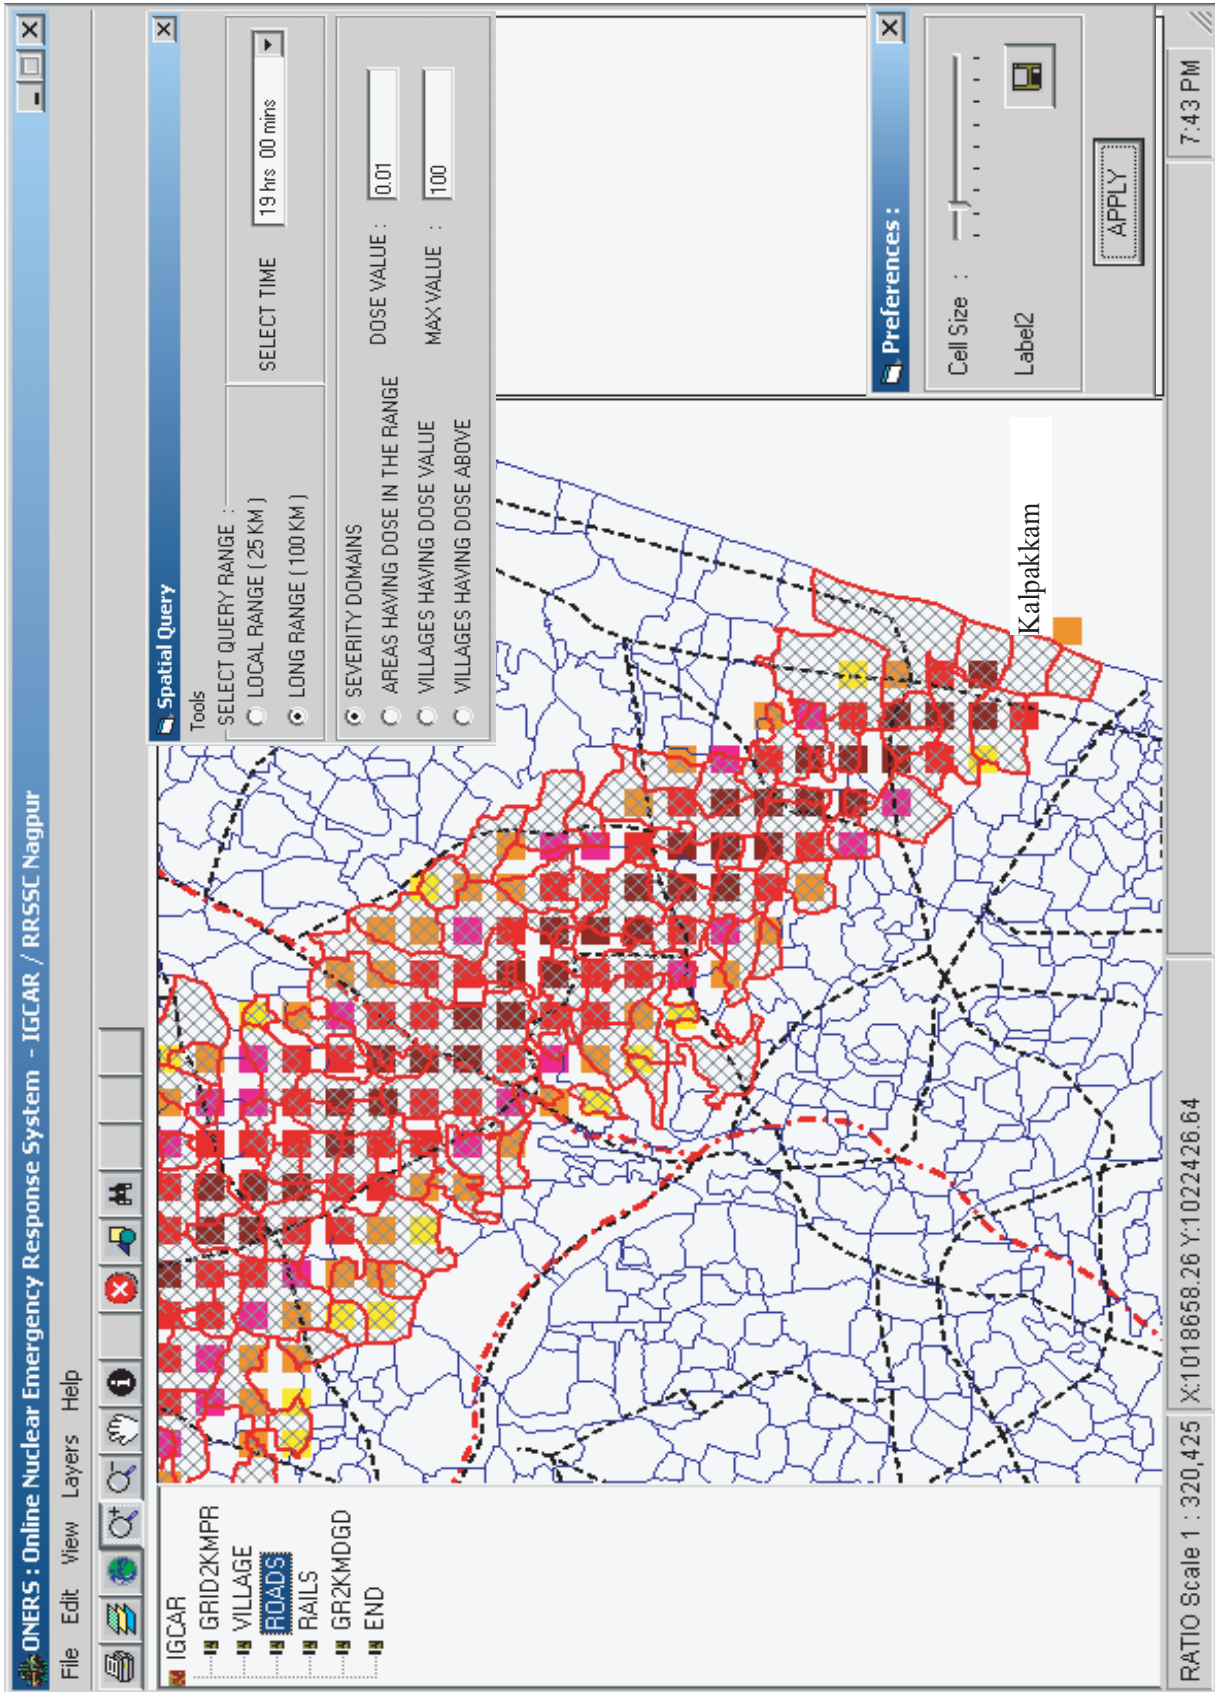 ONERS : Online Nuclear Emergency Response System - IGCAR / RRSSC Nagpur
File Edit View Layers Help
IGCAR
GRID2KMPR
VILLAGE
ROADS
RAILS
GR2KMDGD
END
Spatial Query
Tools
SELECT QUERY RANGE :
LOCAL RANGE ( 25 KM )
LONG RANGE ( 100 KM )
SELECT TIME
19 hrs 00 mins
SEVERITY DOMAINS
AREAS HAVING DOSE IN THE RANGE
VILLAGES HAVING DOSE VALUE
VILLAGES HAVING DOSE ABOVE
DOSE VALUE :
0.01
MAX VALUE :
100
Kalpakkam
Preferences :
Cell Size :
Label2
APPLY
RATIO Scale 1 : 320,425
X:1018658.26 Y:1022426.64
7:43 PM